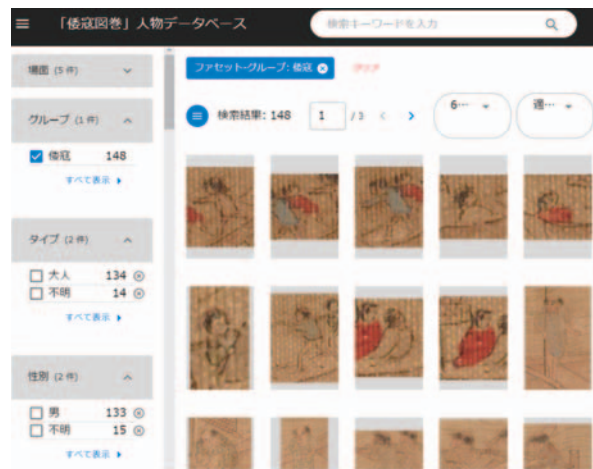 「倭寇図巻」人物データベース
検索キーワードを入力
場面 (5 件)
グループ (1 件)
倭寇 148
すべて表示
タイプ (2 件)
大人 134
不明 14
すべて表示
性別 (2 件)
男 133
不明 15
すべて表示
ファセット-グループ: 倭寇
検索結果: 148
1 / 3
6…
週…